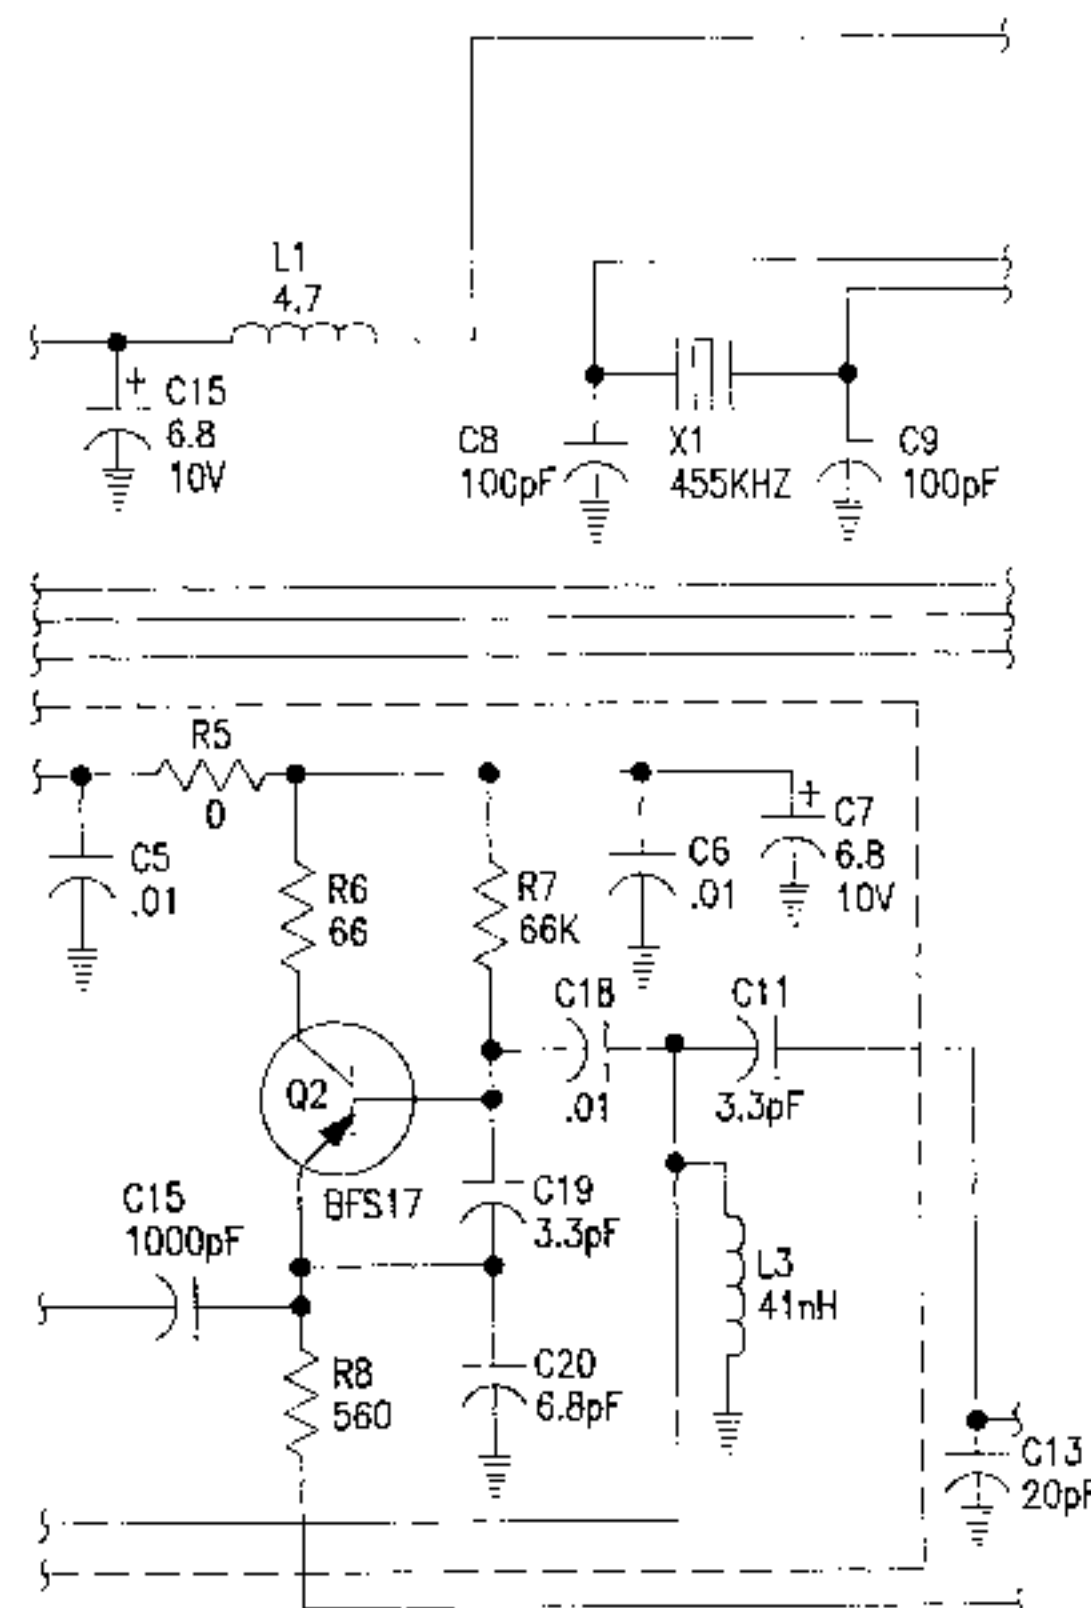 L1
4.7
+
C15
6.8
10V
C8
100pF
X1
455KHZ
C9
100pF
R5
0
C5
.01
R6
66
R7
66K
C6
.01
+
C7
6.8
10V
C18
.01
C11
3.3pF
Q2
BFS17
C15
1000pF
C19
3.3pF
L3
41nH
R8
560
C20
6.8pF
C13
20pF